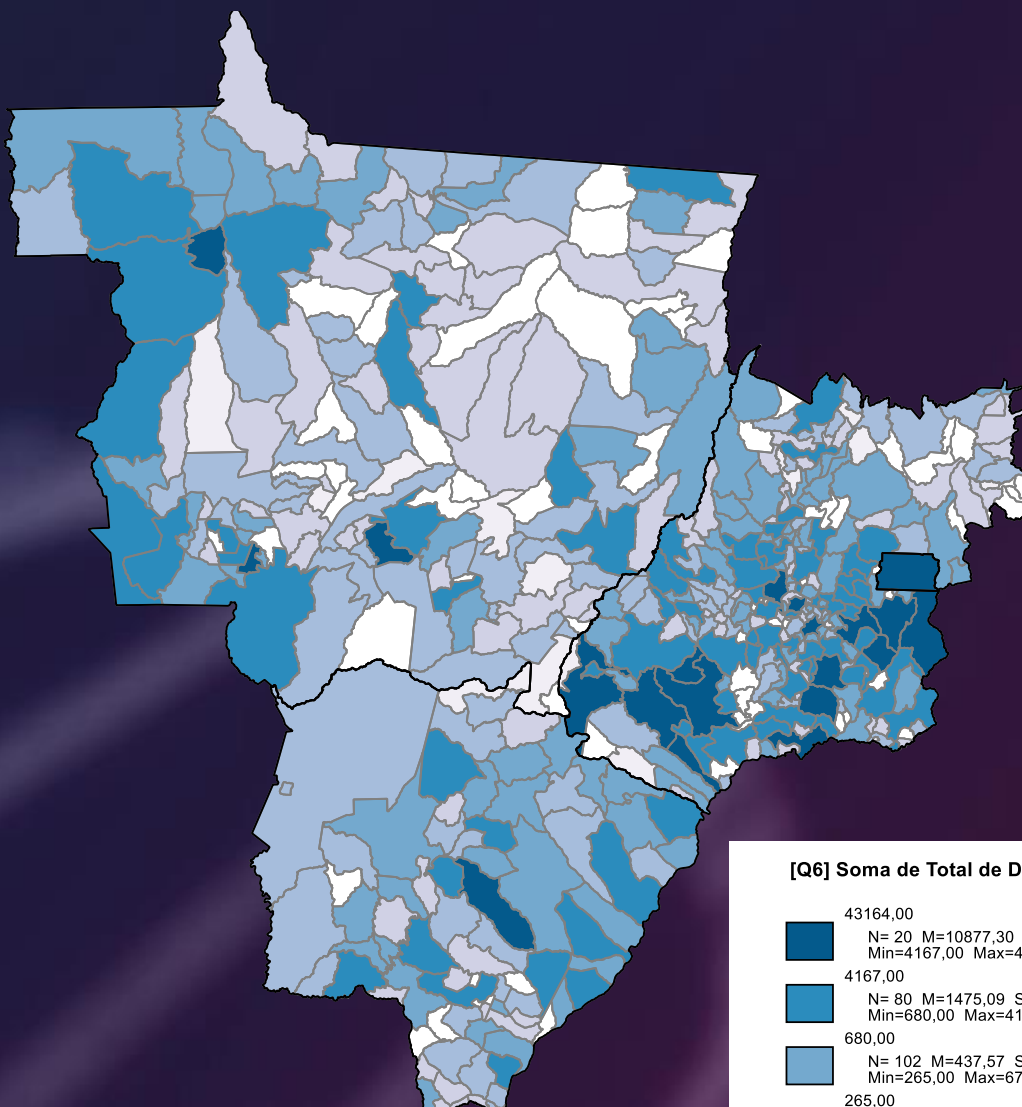 [Q6] Soma de Total de D
43164,00
N= 20 M=10877,30
Min=4167,00 Max=4
4167,00
N= 80 M=1475,09 S
Min=680,00 Max=41
680,00
N= 102 M=437,57 S
Min=265,00 Max=67
265,00